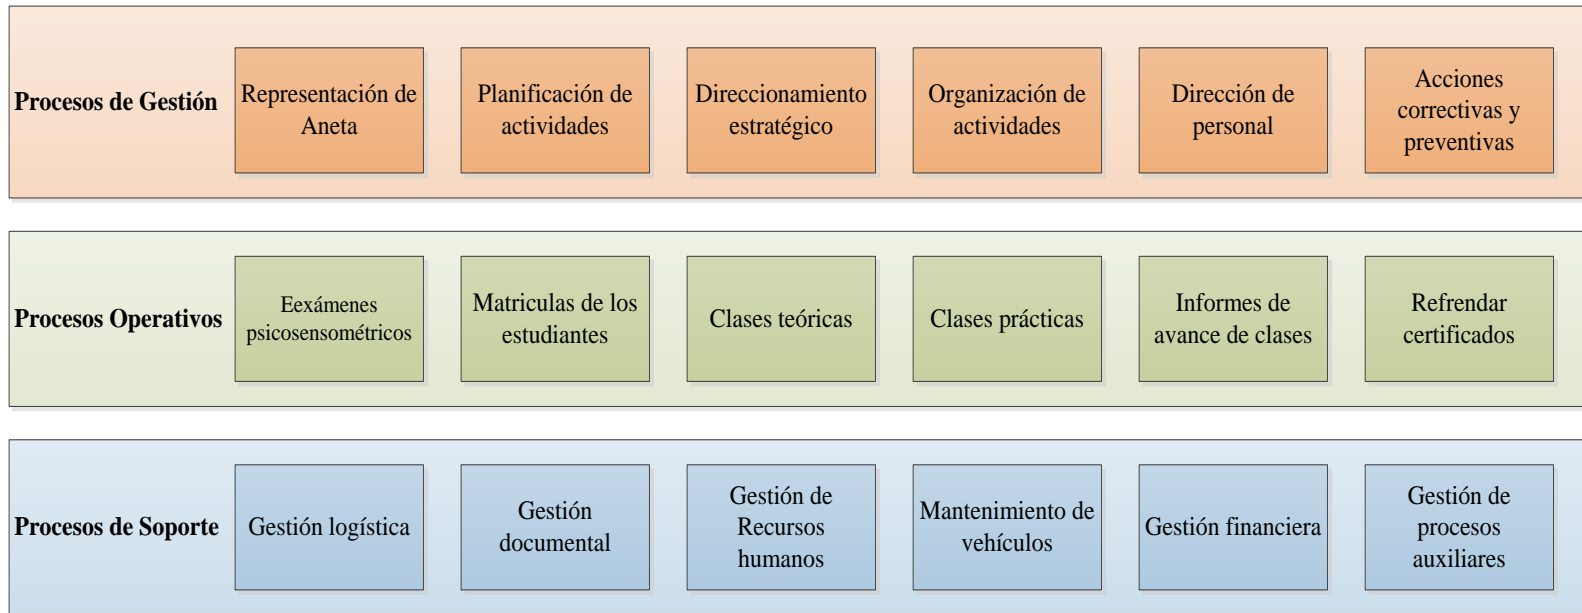 Procesos de Gestión
Representación de
Aneta
Planificación de
actividades
Direccionamiento
estratégico
Organización de
actividades
Dirección de
personal
Acciones
correctivas y
preventivas
Procesos Operativos
Eexámenes
psicosensométricos
Matriculas de los
estudiantes
Clases teóricas
Clases prácticas
Informes de
avance de clases
Refrendar
certificados
Procesos de Soporte
Gestión logística
Gestión
documental
Gestión de
Recursos
humanos
Mantenimiento de
vehículos
Gestión financiera
Gestión de
procesos
auxiliares